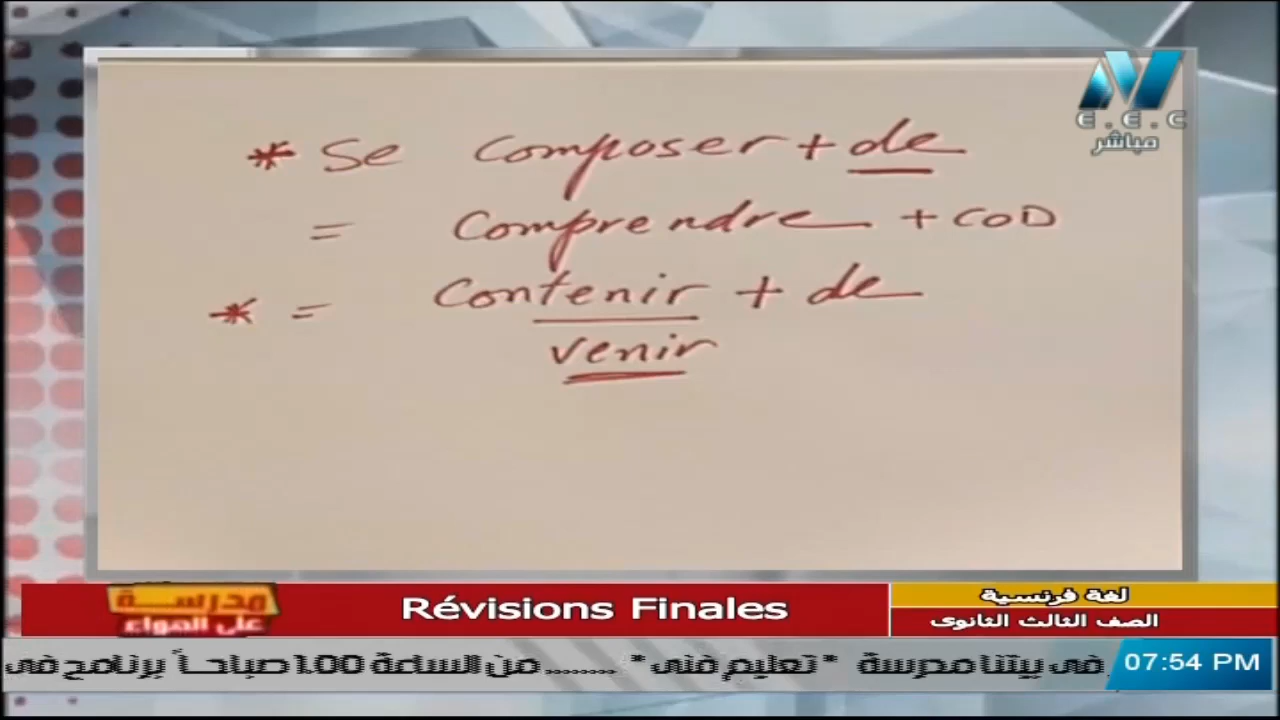 E.E.C
مباشر
* Se composer + de
= Comprendre + COD
* = Contenir + de
venir
مدرسة
على الهواء
Révisions Finales
لغة فرنسية
الصف الثالث الثانوى
فى بيتنا مدرسة * تعليم فنى * ........ من الساعة 1.00 صباحاً برنامج فى
07:54 PM